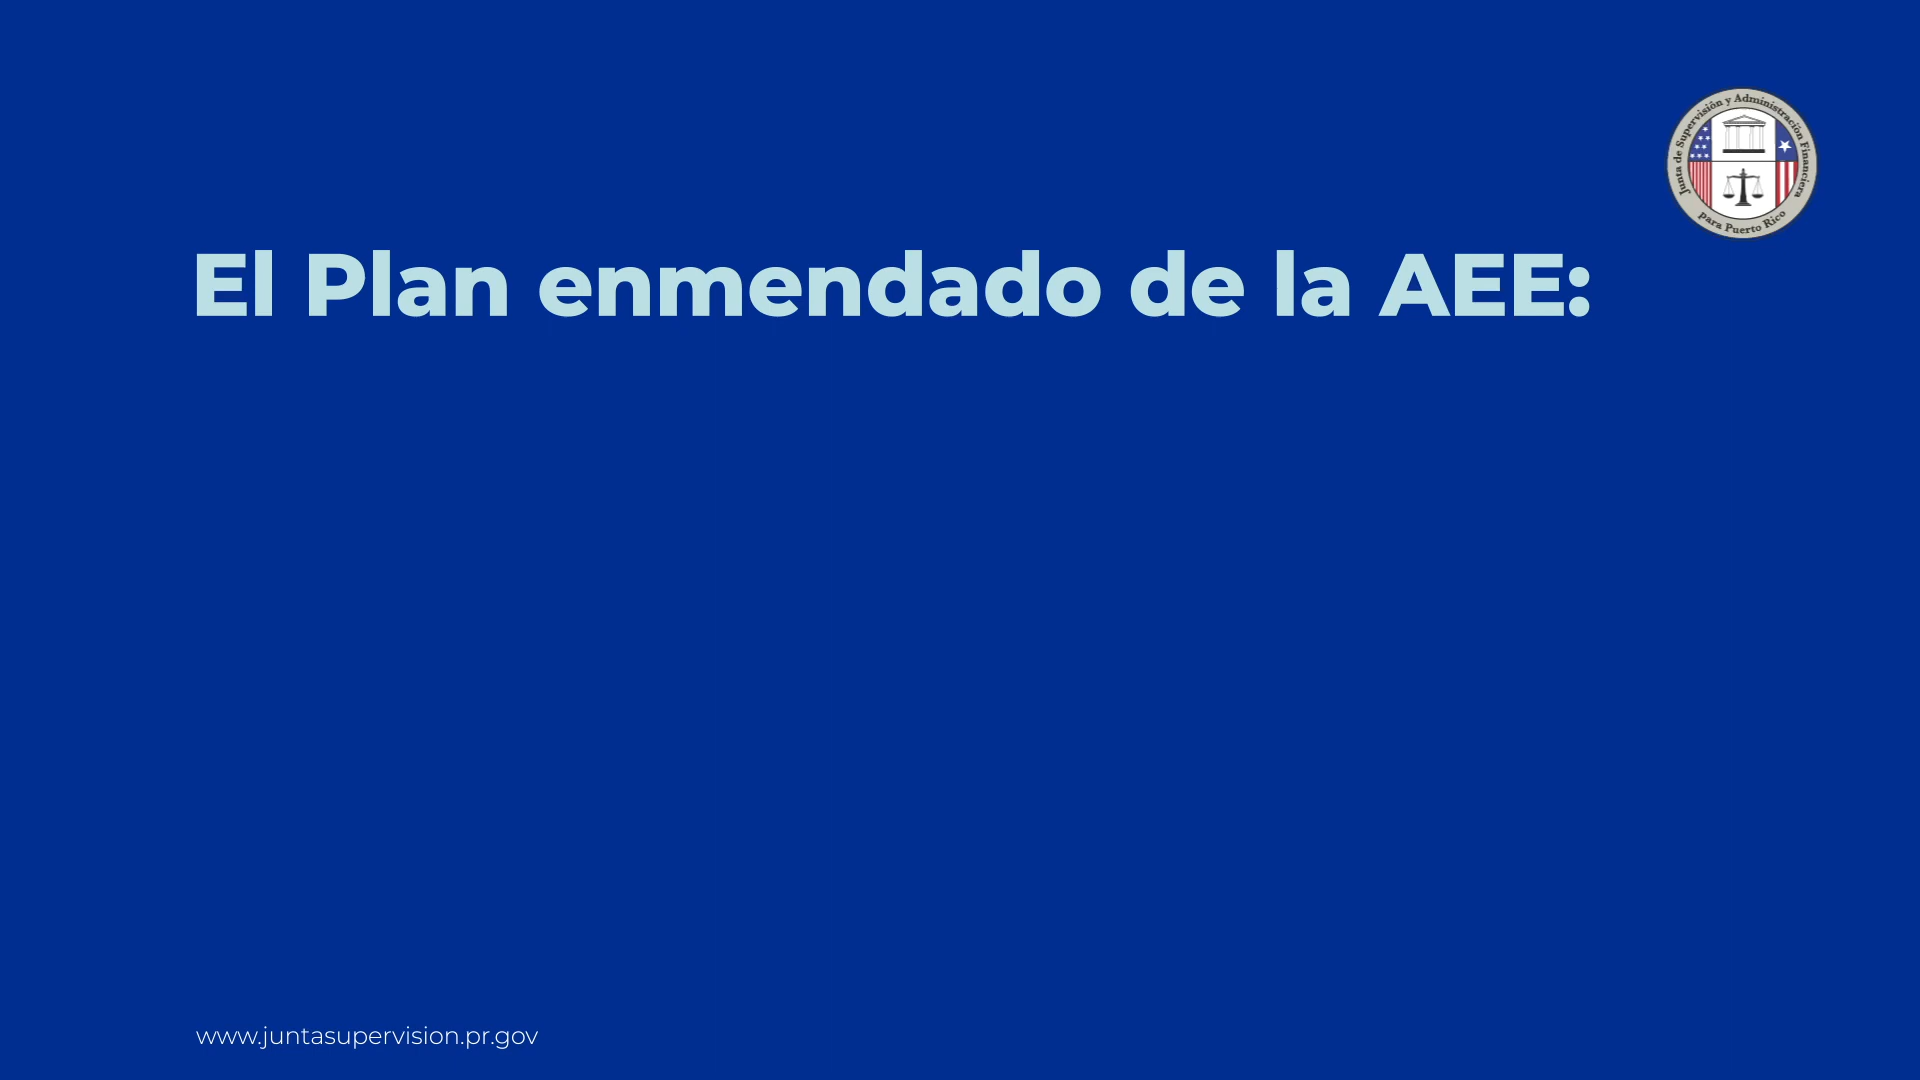 Junta de Supervisión y Administración Financiera
para Puerto Rico
El Plan enmendado de la AEE:
www.juntasupervision.pr.gov